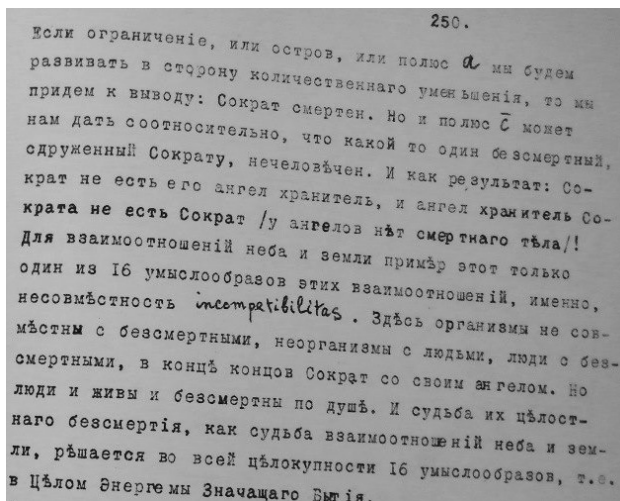 250.
Если ограниченіе, или остров, или полюс a мы будем
развивать в сторону количественнаго уменьшенія, то мы
придем к выводу: Сократ смертен. Но и полюс c̄ может
нам дать соотносительно, что какой то один безсмертный,
сдруженный Сократу, нечеловѣчен. И как результат: Со-
крат не есть его ангел хранитель, и ангел хранитель Со-
крата не есть Сократ /у ангелов нѣт смертнаго тѣла/!
Для взаимоотношеній неба и земли примѣр этот только
один из I6 умыслообразов этих взаимоотношеній, именно,
несовмѣстность incompetibilitas. Здѣсь организмы не сов-
мѣстны с безсмертными, неорганизмы с людьми, люди с без-
смертными, в концѣ концов Сократ со своим ангелом. Но
люди и живы и безсмертны по душѣ. И судьба их цѣлост-
наго безсмертія, как судьба взаимоотношеній неба и зем-
ли, рѣшается во всей цѣлокупности I6 умыслообразов, т.е.
в Цѣлом Энергемы Значащаго Бытія.